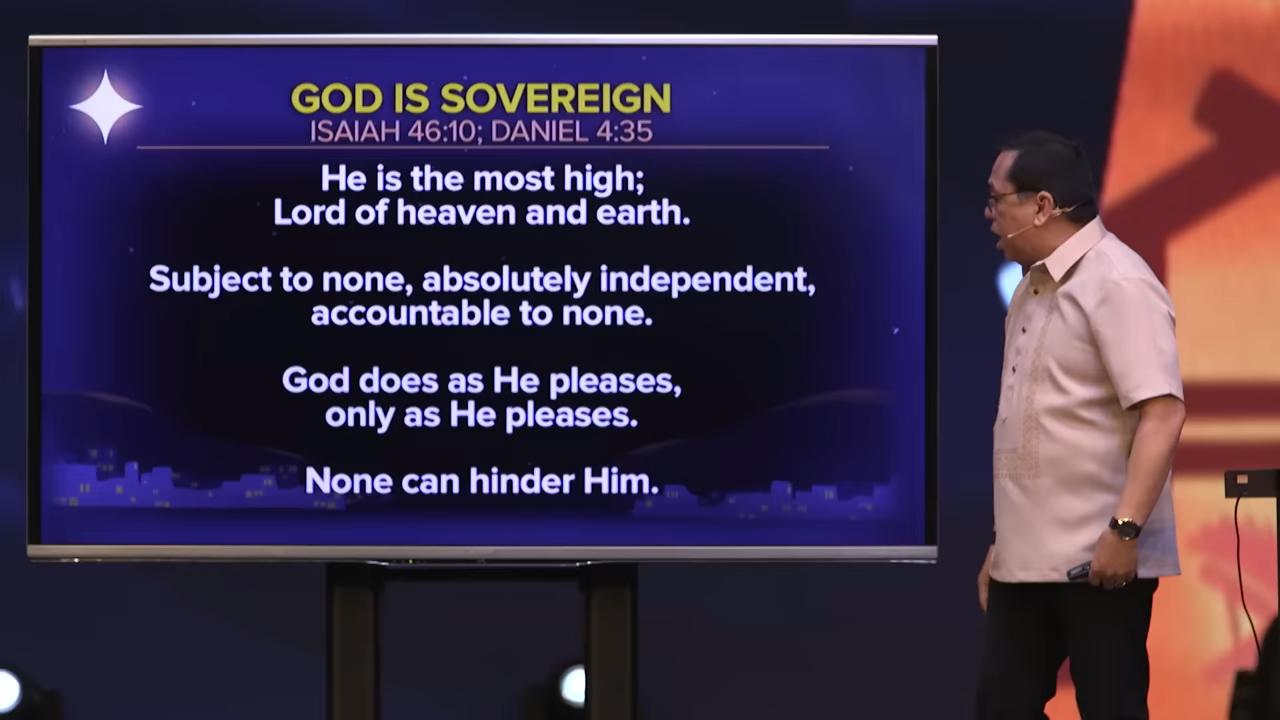 GOD IS SOVEREIGN
ISAIAH 46:10; DANIEL 4:35
He is the most high;
Lord of heaven and earth.
Subject to none, absolutely independent,
accountable to none.
God does as He pleases,
only as He pleases.
None can hinder Him.